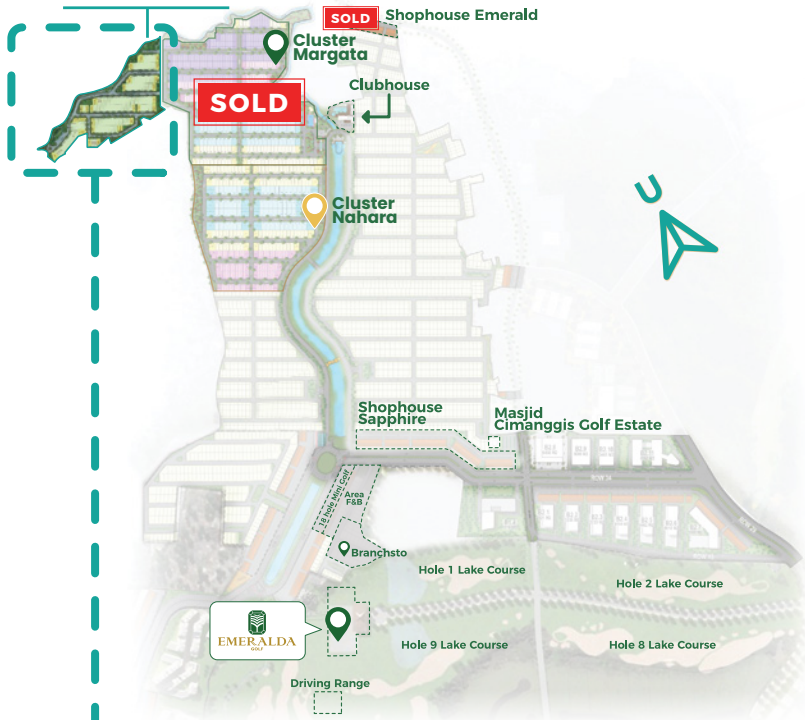 SOLD
Shophouse Emerald
Cluster
Margata
SOLD
Clubhouse
Cluster
Nahara
U
Shophouse
Sapphire
Masjid
Cimanggis Golf Estate
18 hole Mini Golf
Area
F&B
Branchsto
Hole 1 Lake Course
Hole 2 Lake Course
EMERALDA
GOLF
Hole 9 Lake Course
Hole 8 Lake Course
Driving Range